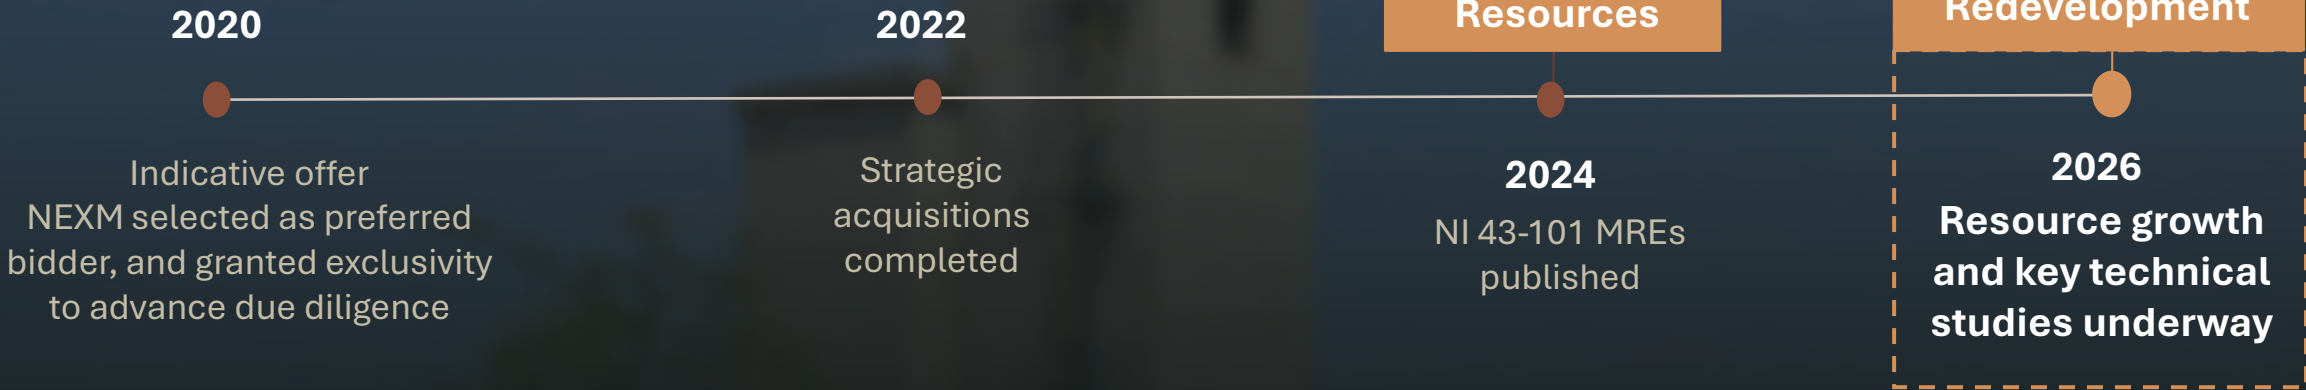 2020
Indicative offer
NEXM selected as preferred
bidder, and granted exclusivity
to advance due diligence
2022
Strategic
acquisitions
completed
Resources
2024
NI 43-101 MREs
published
Redevelopment
2026
Resource growth
and key technical
studies underway